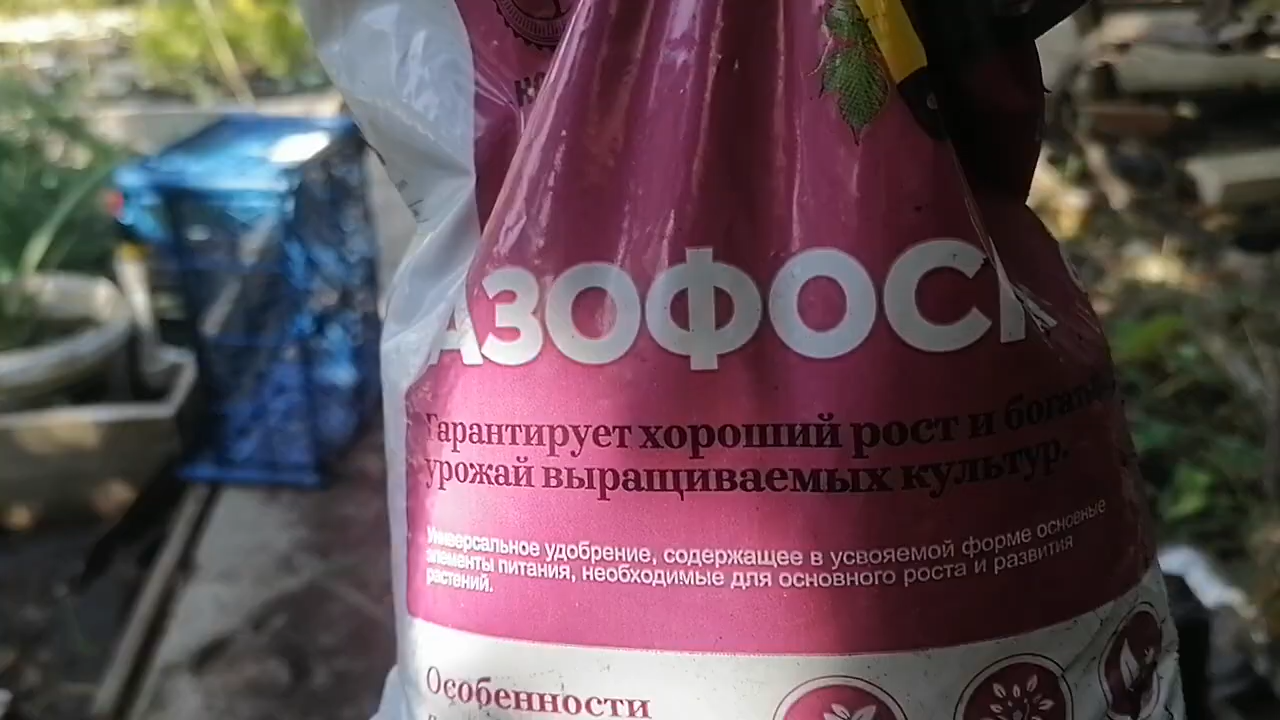 АЗОФОСК
Гарантирует хороший рост и богатый
урожай выращиваемых культур.
Универсальное удобрение, содержащее в усвояемой форме основные
элементы питания, необходимые для основного роста и развития
растений.
Особенности